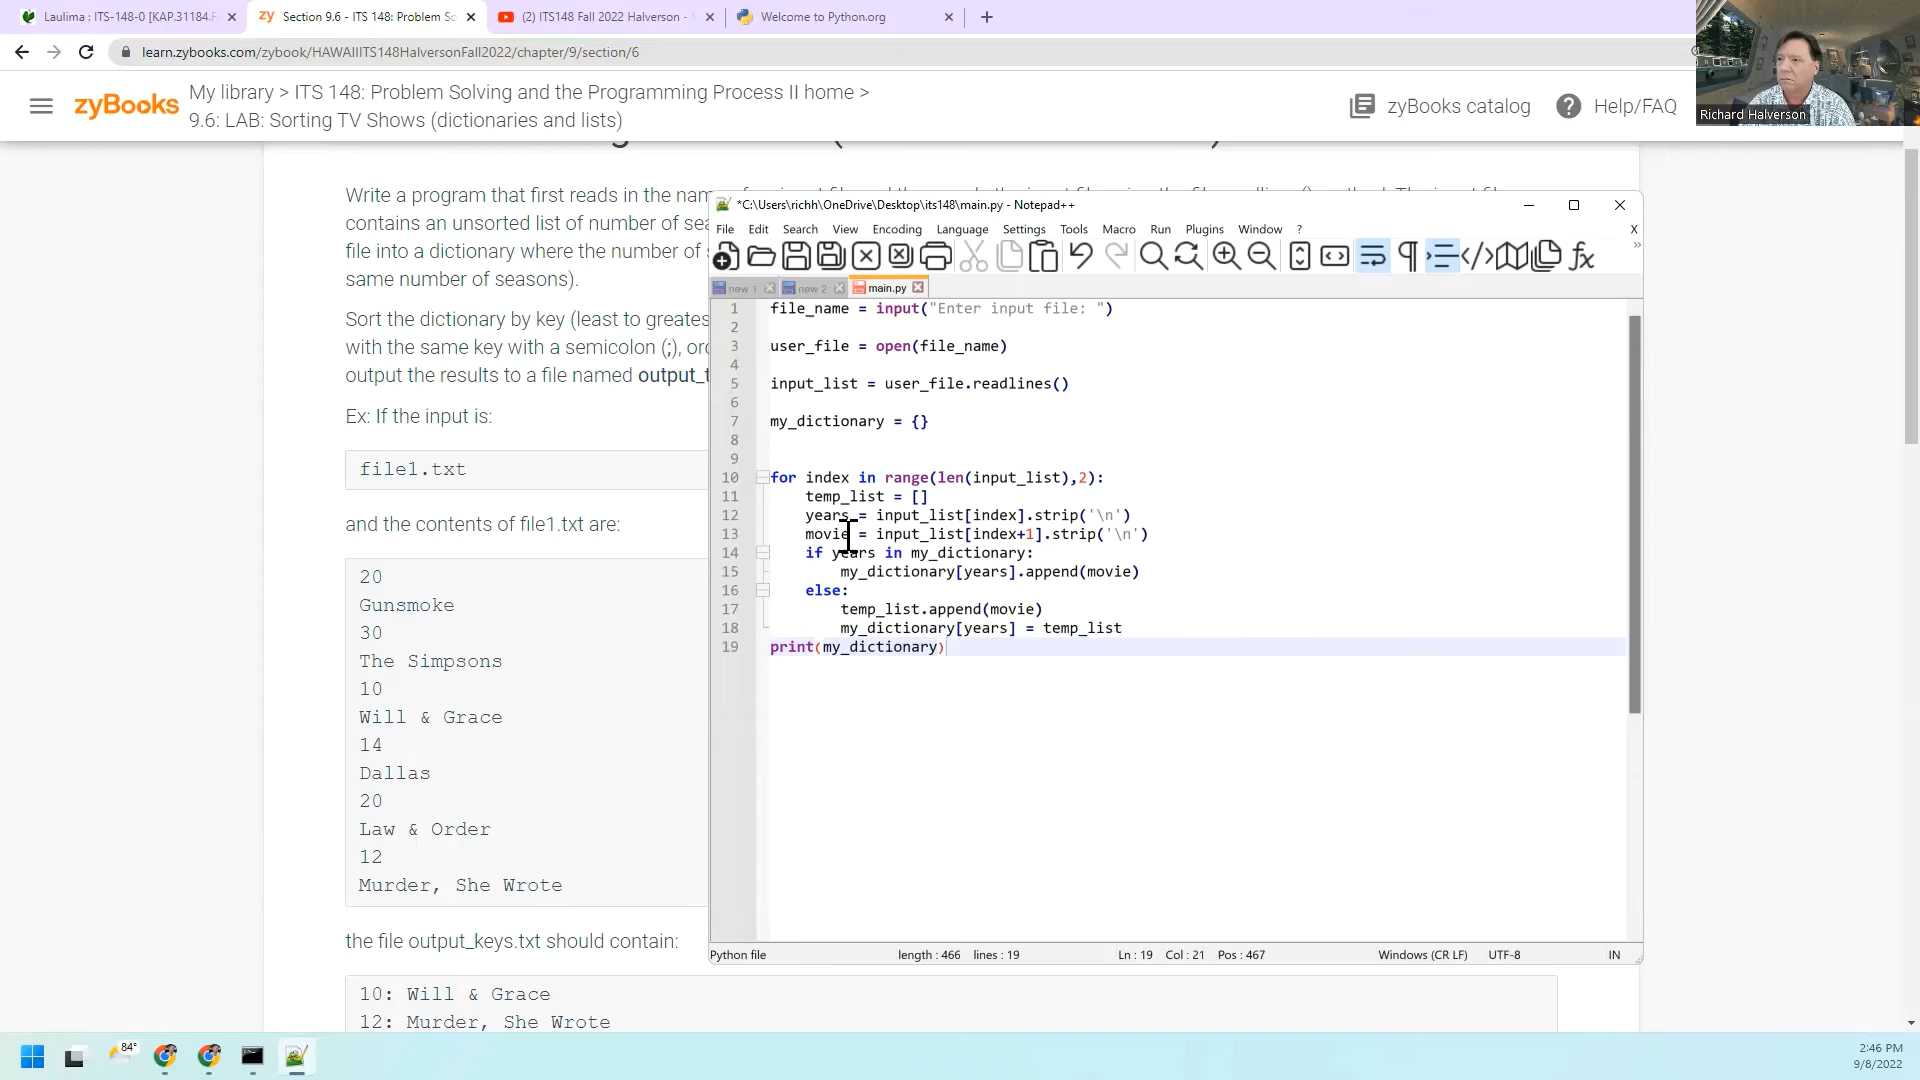 Laulima : ITS-148-0 [KAP.31184.F
Section 9.6 - ITS 148: Problem So
(2) ITS148 Fall 2022 Halverson -
Welcome to Python.org
learn.zybooks.com/zybook/HAWAIIITS148HalversonFall2022/chapter/9/section/6
zyBooks
My library > ITS 148: Problem Solving and the Programming Process II home >
9.6: LAB: Sorting TV Shows (dictionaries and lists)
zyBooks catalog
Help/FAQ
Richard Halverson
Write a program that first reads in the nam
contains an unsorted list of number of sea
file into a dictionary where the number of s
same number of seasons).
Sort the dictionary by key (least to greates
with the same key with a semicolon (;), or
output the results to a file named output_t
Ex: If the input is:
file1.txt
and the contents of file1.txt are:
20
Gunsmoke
30
The Simpsons
10
Will & Grace
14
Dallas
20
Law & Order
12
Murder, She Wrote
the file output_keys.txt should contain:
10: Will & Grace
12: Murder, She Wrote
*C:\Users\richh\OneDrive\Desktop\its148\main.py - Notepad++
File Edit Search View Encoding Language Settings Tools Macro Run Plugins Window ? X
new 1 new 2 main.py
1 file_name = input("Enter input file: ")
2
3 user_file = open(file_name)
4
5 input_list = user_file.readlines()
6
7 my_dictionary = {}
8
9
10 for index in range(len(input_list),2):
11 temp_list = []
12 years = input_list[index].strip('\n')
13 movie = input_list[index+1].strip('\n')
14 if years in my_dictionary:
15 my_dictionary[years].append(movie)
16 else:
17 temp_list.append(movie)
18 my_dictionary[years] = temp_list
19 print(my_dictionary)
Python file length : 466 lines : 19 Ln : 19 Col : 21 Pos : 467 Windows (CR LF) UTF-8 IN
84°
2:46 PM
9/8/2022